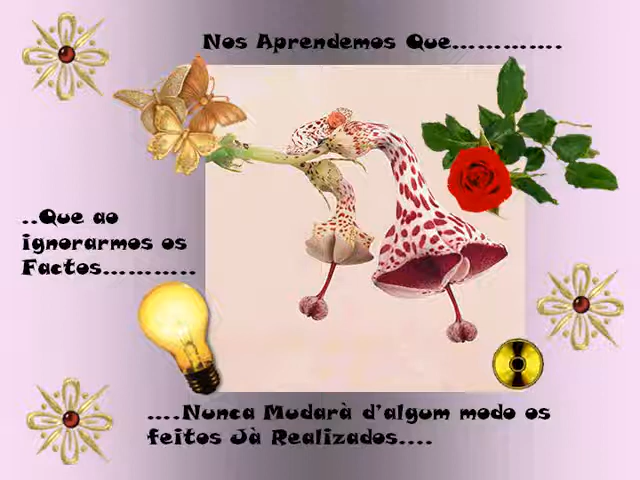 Nos Aprendemos Que.............
..Que ao
ignorarmos os
Factos...........
....Nunca Mudarà d'algum modo os
feitos Jà Realizados....